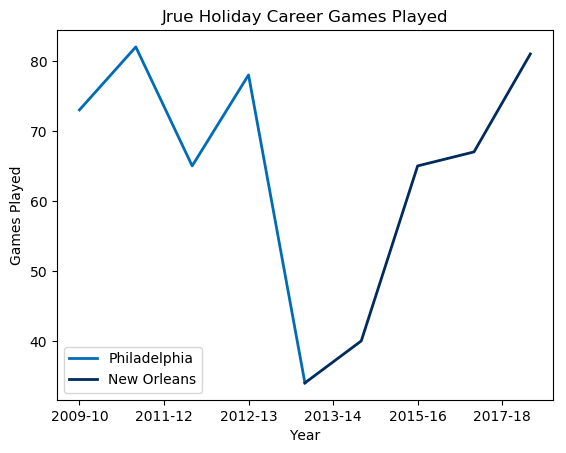 Jrue Holiday Career Games Played
80
70
60
50
40
Games Played
Philadelphia
New Orleans
2009-10 2011-12 2012-13 2013-14 2015-16 2017-18
Year